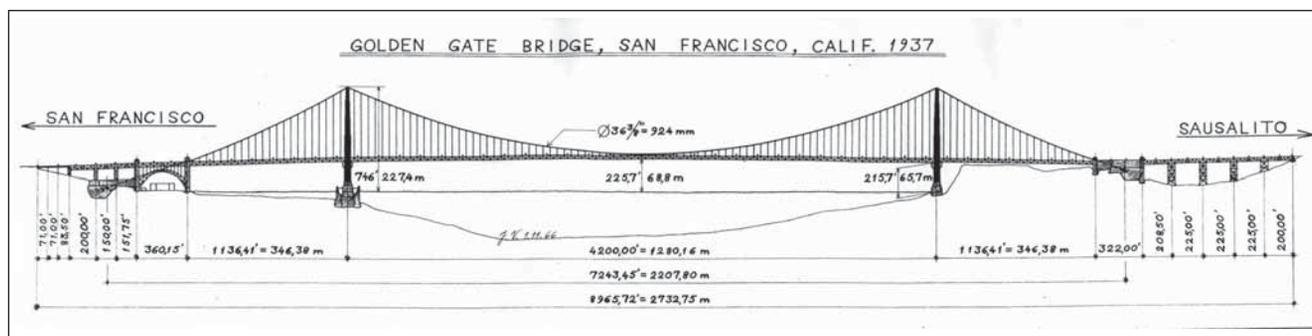 GOLDEN GATE BRIDGE, SAN FRANCISCO, CALIF. 1937
SAN FRANCISCO
SAUSALITO
Ø36 3/8" = 924 mm
746' 227,4 m
225,7' 68,8 m
215,7' 65,7 m
71,00'
71,00'
83,50'
200,00'
150,00'
151,75'
360,15'
1136,41' = 346,38 m
4200,00' = 1280,16 m
1136,41' = 346,38 m
322,00'
208,50'
225,00'
225,00'
225,00'
200,00'
7243,45' = 2207,80 m
8965,72' = 2732,75 m